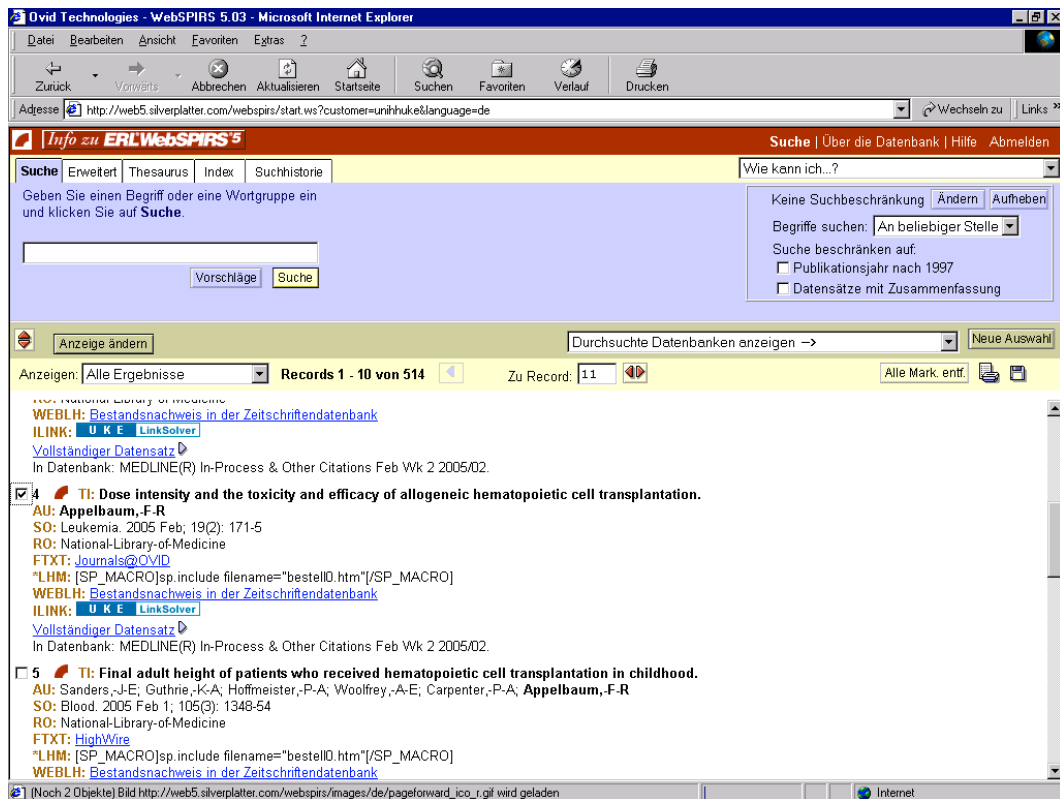 Ovid Technologies - WebSPIRS 5.03 - Microsoft Internet Explorer
Datei Bearbeiten Ansicht Favoriten Extras ?
Zurück Vorwärts Abbrechen Aktualisieren Startseite Suchen Favoriten Verlauf Drucken
Adresse http://web5.silverplatter.com/webspirs/start.ws?customer=unihhuke&language=de Wechseln zu Links »
Info zu ERL®WebSPIRS®5 Suche | Über die Datenbank | Hilfe Abmelden
Suche Erweitert Thesaurus Index Suchhistorie Wie kann ich...?
Geben Sie einen Begriff oder eine Wortgruppe ein
und klicken Sie auf Suche.
Vorschläge Suche
Keine Suchbeschränkung Ändern Aufheben
Begriffe suchen: An beliebiger Stelle
Suche beschränken auf:
Publikationsjahr nach 1997
Datensätze mit Zusammenfassung
Anzeige ändern Durchsuchte Datenbanken anzeigen --> Neue Auswahl
Anzeigen: Alle Ergebnisse Records 1 - 10 von 514 Zu Record: 11 Alle Mark. entf.
RO: National-Library-of-Medicine
WEBLH: Bestandsnachweis in der Zeitschriftendatenbank
ILINK: U K E LinkSolver
Vollständiger Datensatz
In Datenbank: MEDLINE(R) In-Process & Other Citations Feb Wk 2 2005/02.
4 TI: Dose intensity and the toxicity and efficacy of allogeneic hematopoietic cell transplantation.
AU: Appelbaum,-F-R
SO: Leukemia. 2005 Feb; 19(2): 171-5
RO: National-Library-of-Medicine
FTXT: Journals@OVID
*LHM: [SP_MACRO]sp.include filename="bestell0.htm"[/SP_MACRO]
WEBLH: Bestandsnachweis in der Zeitschriftendatenbank
ILINK: U K E LinkSolver
Vollständiger Datensatz
In Datenbank: MEDLINE(R) In-Process & Other Citations Feb Wk 2 2005/02.
5 TI: Final adult height of patients who received hematopoietic cell transplantation in childhood.
AU: Sanders,-J-E; Guthrie,-K-A; Hoffmeister,-P-A; Woolfrey,-A-E; Carpenter,-P-A; Appelbaum,-F-R
SO: Blood. 2005 Feb 1; 105(3): 1348-54
RO: National-Library-of-Medicine
FTXT: HighWire
*LHM: [SP_MACRO]sp.include filename="bestell0.htm"[/SP_MACRO]
WEBLH: Bestandsnachweis in der Zeitschriftendatenbank
(Noch 2 Objekte) Bild http://web5.silverplatter.com/webspirs/images/de/pageforward_ico_r.gif wird geladen Internet